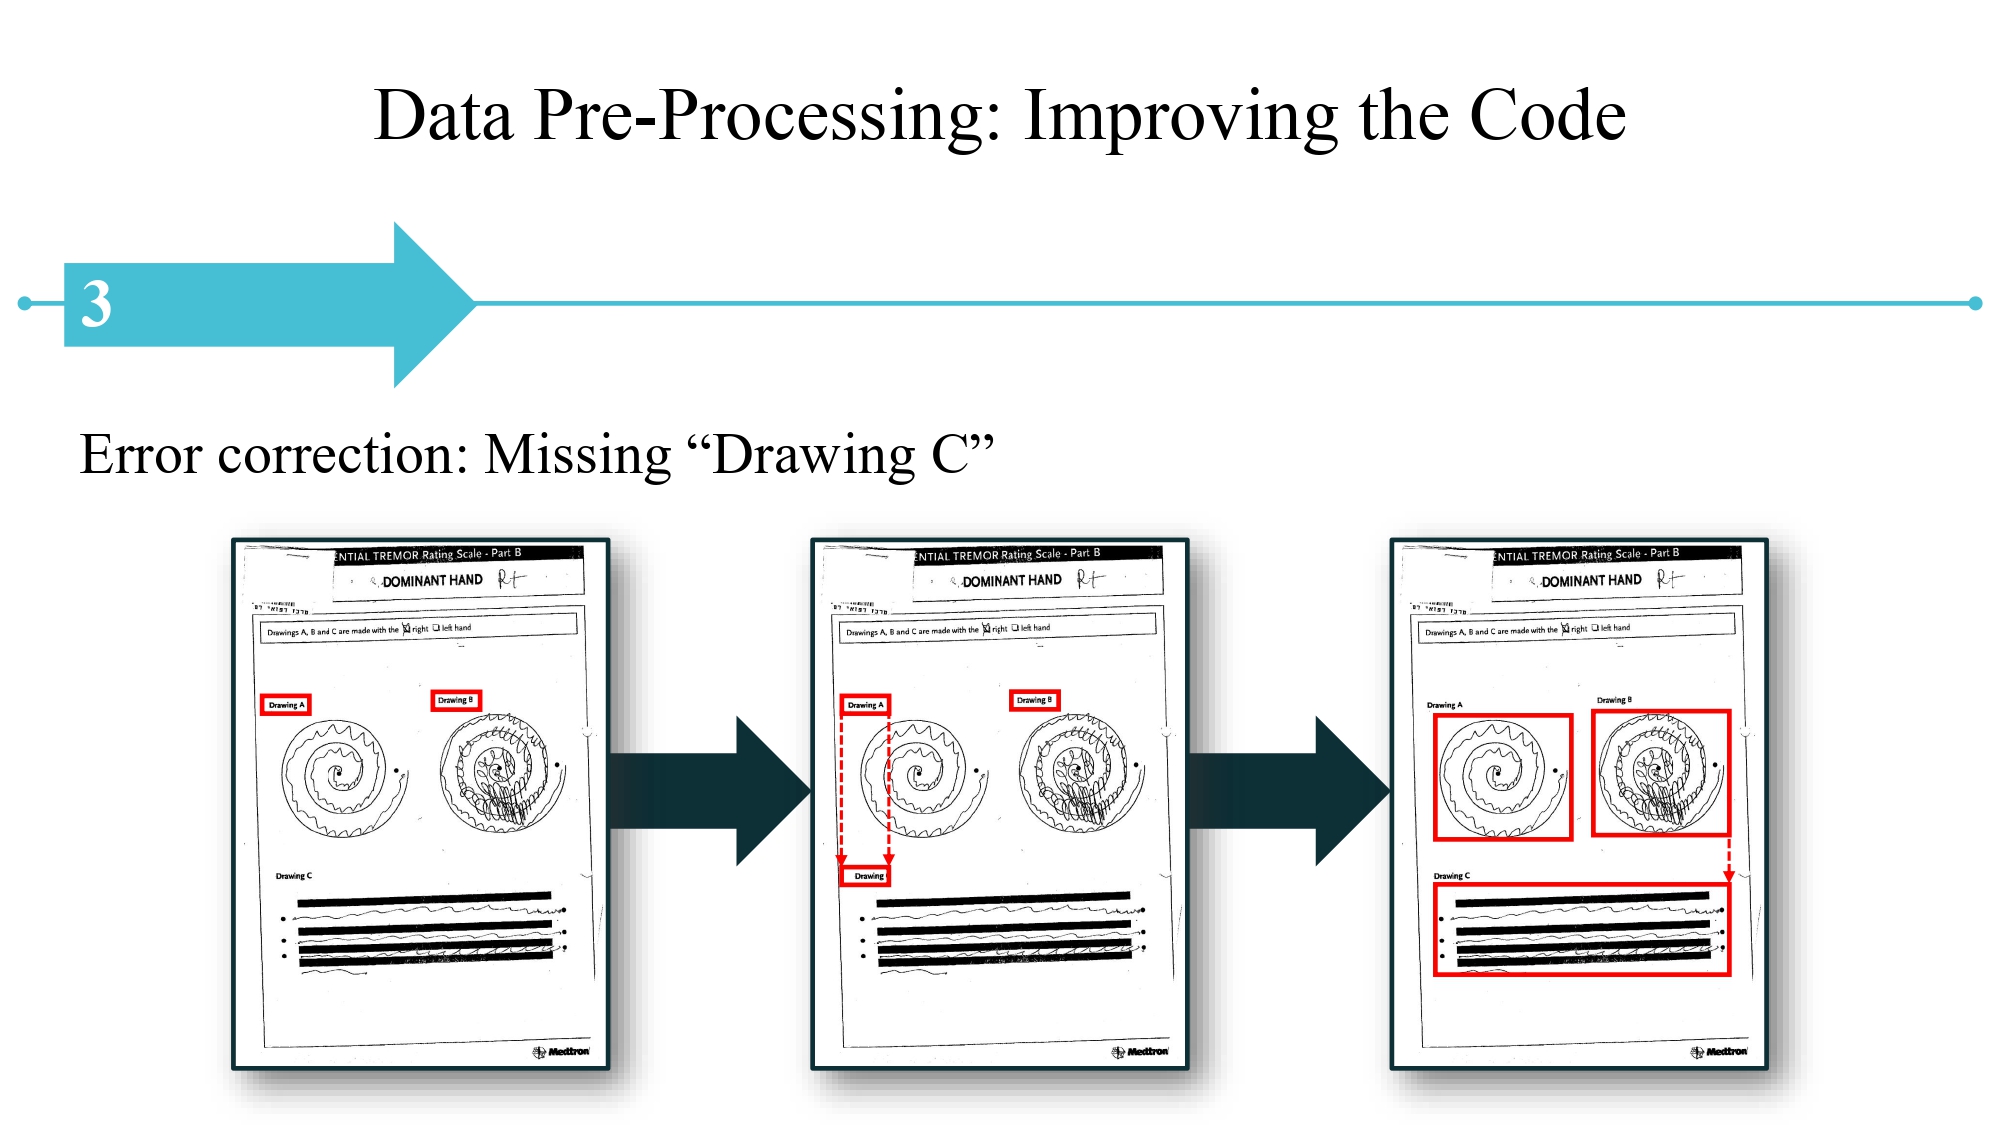 Data Pre-Processing: Improving the Code
3
Error correction: Missing “Drawing C”
ENTIAL TREMOR Rating Scale - Part B
DOMINANT HAND Rt
Drawings A, B and C are made with the right left hand
Drawing A
Drawing B
Drawing C
Medtron
ENTIAL TREMOR Rating Scale - Part B
DOMINANT HAND Rt
Drawings A, B and C are made with the right left hand
Drawing A
Drawing B
Drawing
Medtron
ENTIAL TREMOR Rating Scale - Part B
DOMINANT HAND Rt
Drawings A, B and C are made with the right left hand
Drawing A
Drawing B
Drawing C
Medtron